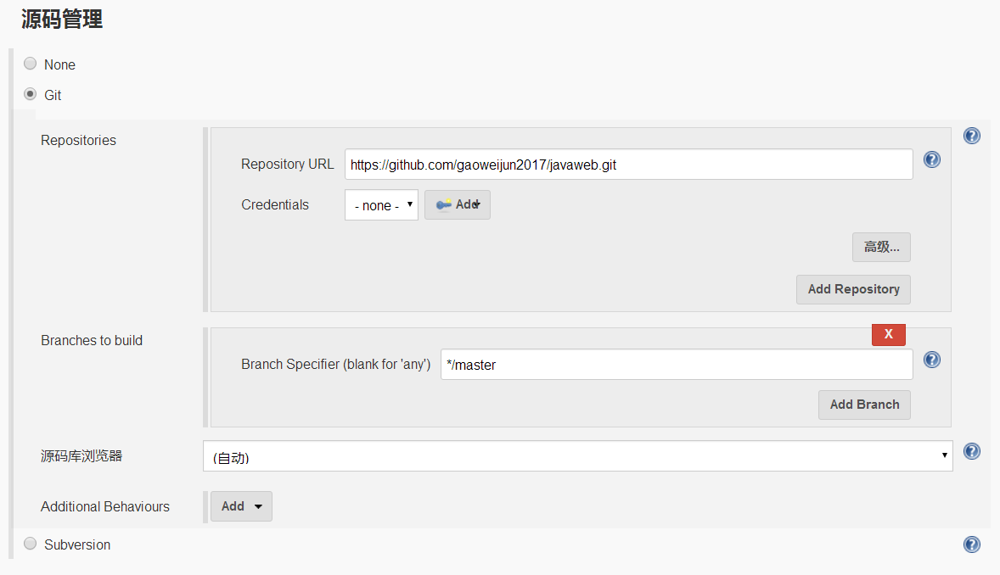 源码管理
None
Git
Repositories
Repository URL https://github.com/gaoweijun2017/javaweb.git
Credentials - none - Add
高级...
Add Repository
X
Branches to build
Branch Specifier (blank for 'any') */master
Add Branch
源码库浏览器 (自动)
Additional Behaviours Add
Subversion